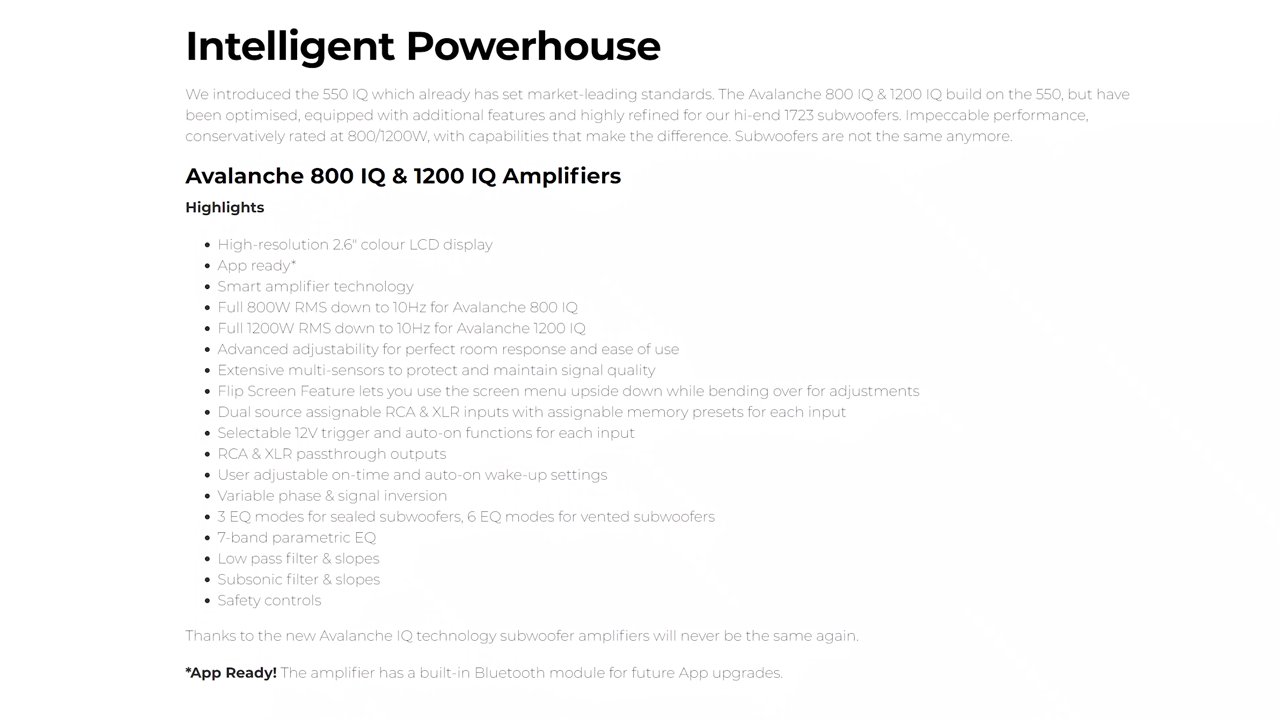 Intelligent Powerhouse
We introduced the 550 IQ which already has set market-leading standards. The Avalanche 800 IQ & 1200 IQ build on the 550, but have
been optimised, equipped with additional features and highly refined for our hi-end 1723 subwoofers. Impeccable performance,
conservatively rated at 800/1200W, with capabilities that make the difference. Subwoofers are not the same anymore.
Avalanche 800 IQ & 1200 IQ Amplifiers
Highlights
• High-resolution 2.6" colour LCD display
• App ready*
• Smart amplifier technology
• Full 800W RMS down to 10Hz for Avalanche 800 IQ
• Full 1200W RMS down to 10Hz for Avalanche 1200 IQ
• Advanced adjustability for perfect room response and ease of use
• Extensive multi-sensors to protect and maintain signal quality
• Flip Screen Feature lets you use the screen menu upside down while bending over for adjustments
• Dual source assignable RCA & XLR inputs with assignable memory presets for each input
• Selectable 12V trigger and auto-on functions for each input
• RCA & XLR passthrough outputs
• User adjustable on-time and auto-on wake-up settings
• Variable phase & signal inversion
• 3 EQ modes for sealed subwoofers, 6 EQ modes for vented subwoofers
• 7-band parametric EQ
• Low pass filter & slopes
• Subsonic filter & slopes
• Safety controls
Thanks to the new Avalanche IQ technology subwoofer amplifiers will never be the same again.
*App Ready! The amplifier has a built-in Bluetooth module for future App upgrades.